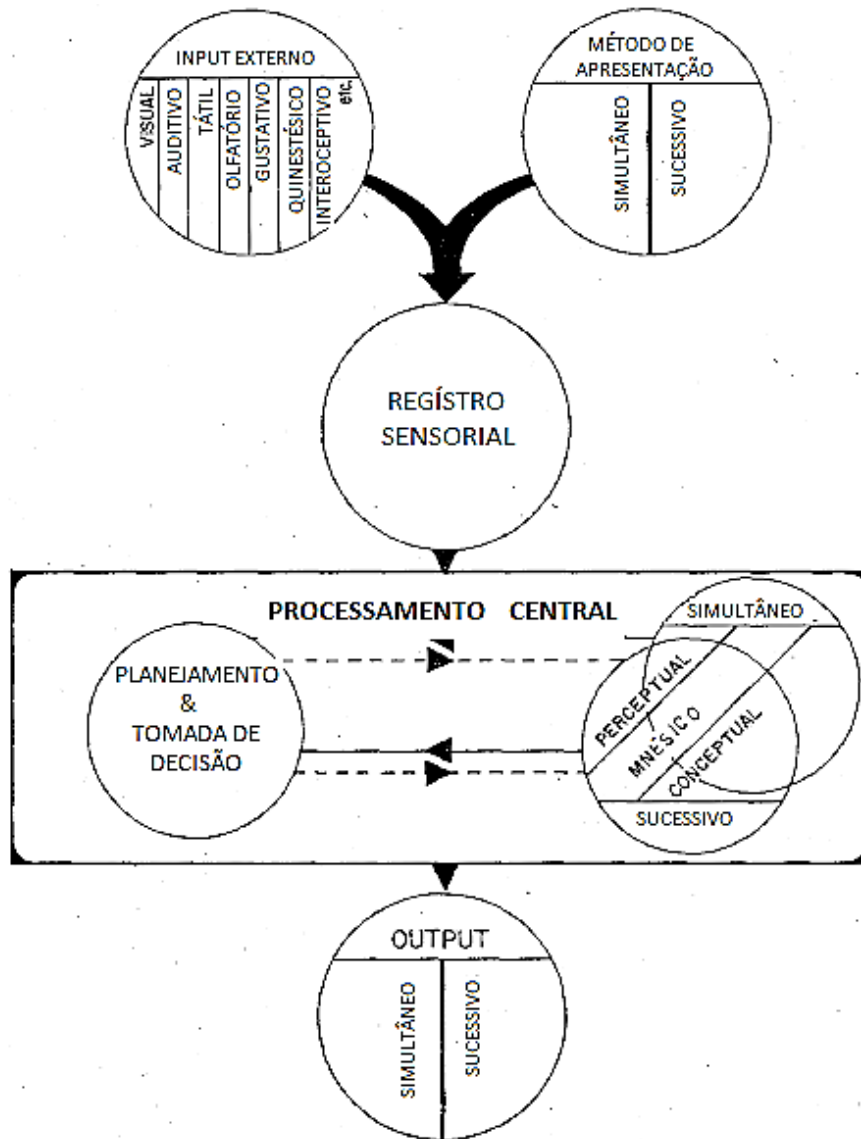 INPUT EXTERNO
VISUAL
AUDITIVO
TÁTIL
OLFATÓRIO
GUSTATIVO
QUINESTÉSICO
INTEROCEPTIVO
etc.
MÉTODO DE
APRESENTAÇÃO
SIMULTÂNEO
SUCESSIVO
REGÍSTRO
SENSORIAL
PROCESSAMENTO CENTRAL
PLANEJAMENTO
&
TOMADA DE
DECISÃO
SIMULTÂNEO
PERCEPTUAL
MNÉSICO
CONCEPTUAL
SUCESSIVO
OUTPUT
SIMULTÂNEO
SUCESSIVO